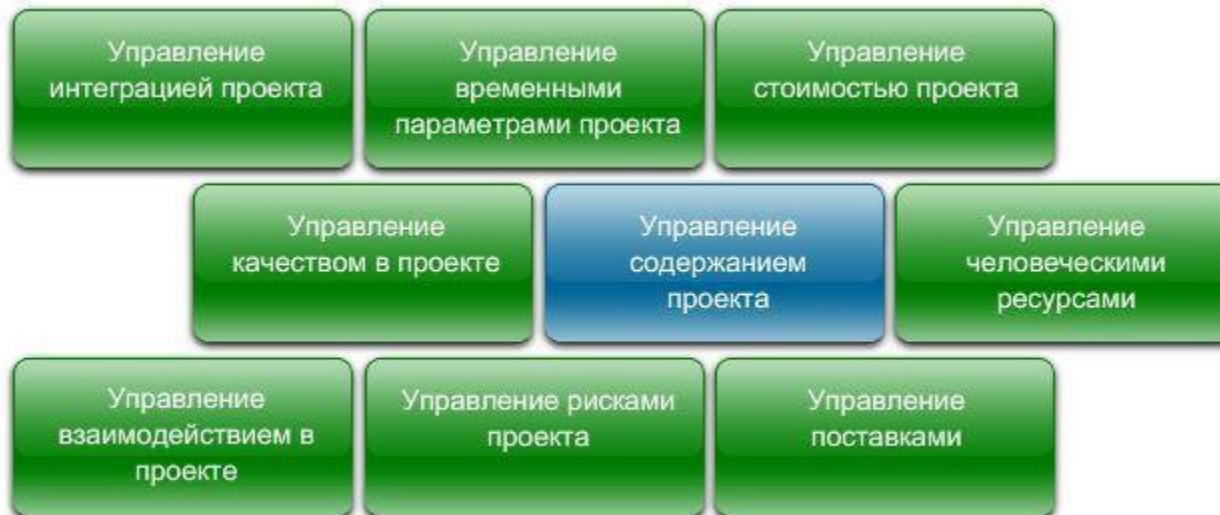 Управление
интеграцией проекта
Управление
временными
параметрами проекта
Управление
стоимостью проекта
Управление
качеством в проекте
Управление
содержанием
проекта
Управление
человеческими
ресурсами
Управление
взаимодействием в
проекте
Управление рисками
проекта
Управление
поставками